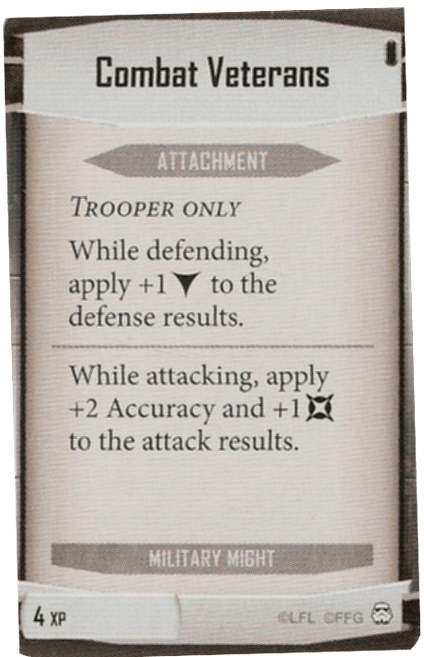 Combat Veterans
ATTACHMENT
TROOPER ONLY
While defending,
apply +1 to the
defense results.
While attacking, apply
+2 Accuracy and +1
to the attack results.
MILITARY MIGHT
4 XP
©LFL ©FFG